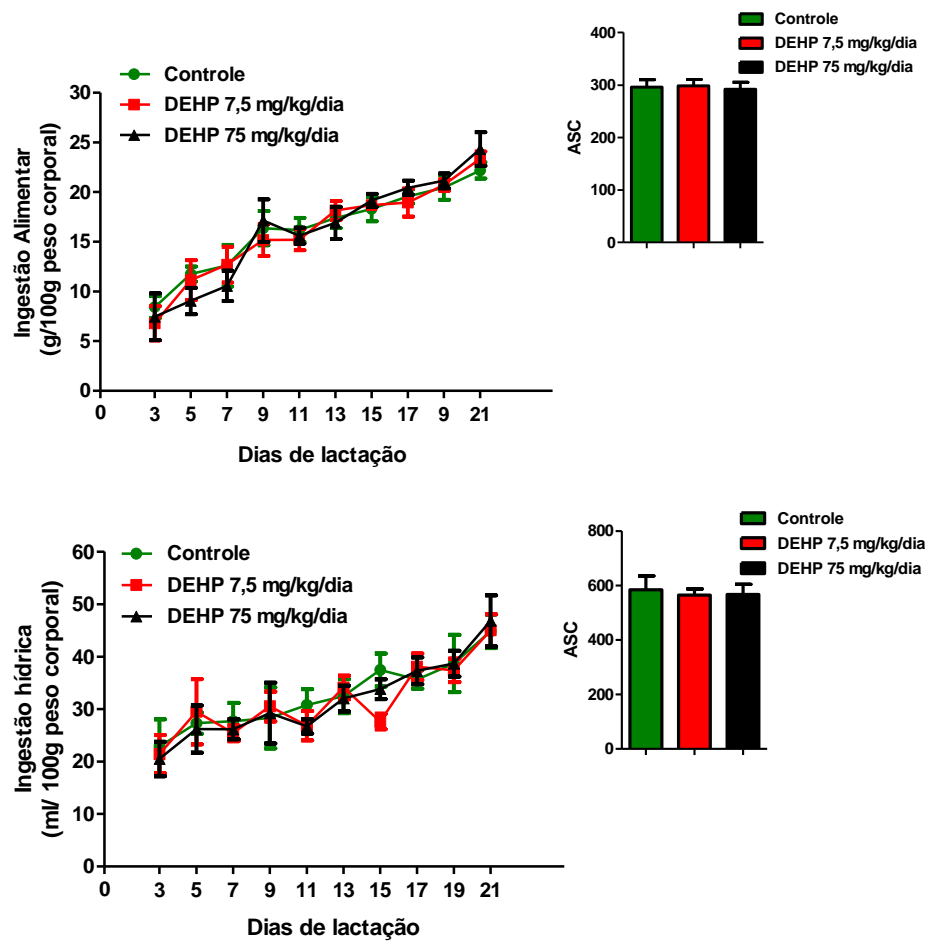 Controle
DEHP 7,5 mg/kg/dia
DEHP 75 mg/kg/dia
Ingestão Alimentar
(g/100g peso corporal)
30
25
20
15
10
5
0
0 3 5 7 9 11 13 15 17 9 21
Dias de lactação
Controle
DEHP 7,5 mg/kg/dia
DEHP 75 mg/kg/dia
ASC
400
300
200
100
0
Controle
DEHP 7,5 mg/kg/dia
DEHP 75 mg/kg/dia
Ingestão hídrica
(ml/ 100g peso corporal)
60
50
40
30
20
10
0
0 3 5 7 9 11 13 15 17 19 21
Dias de lactação
Controle
DEHP 7,5 mg/kg/dia
DEHP 75 mg/kg/dia
ASC
800
600
400
200
0